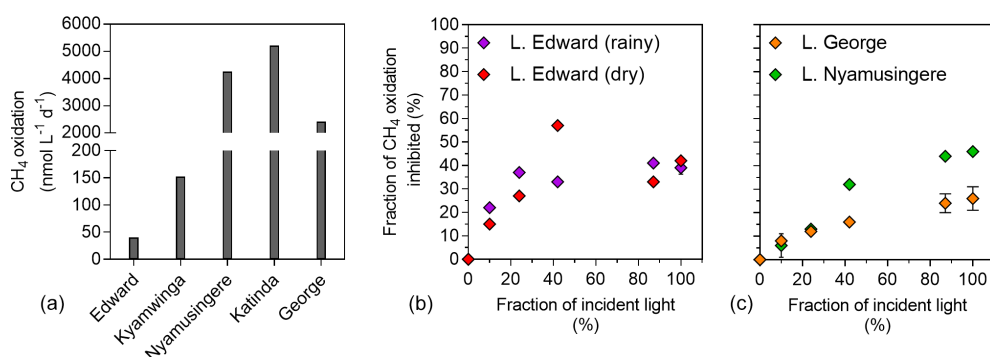 CH4 oxidation
(nmol L-1 d-1)
6000
5000
4000
3000
2000
200
150
100
50
0
Edward
Kyamwinga
Nyamusingere
Katinda
George
(a)
Fraction of CH4 oxidation
inhibited (%)
100
90
80
70
60
50
40
30
20
10
0
L. Edward (rainy)
L. Edward (dry)
0 20 40 60 80 100
Fraction of incident light
(%)
(b)
L. George
L. Nyamusingere
0 20 40 60 80 100
Fraction of incident light
(%)
(c)